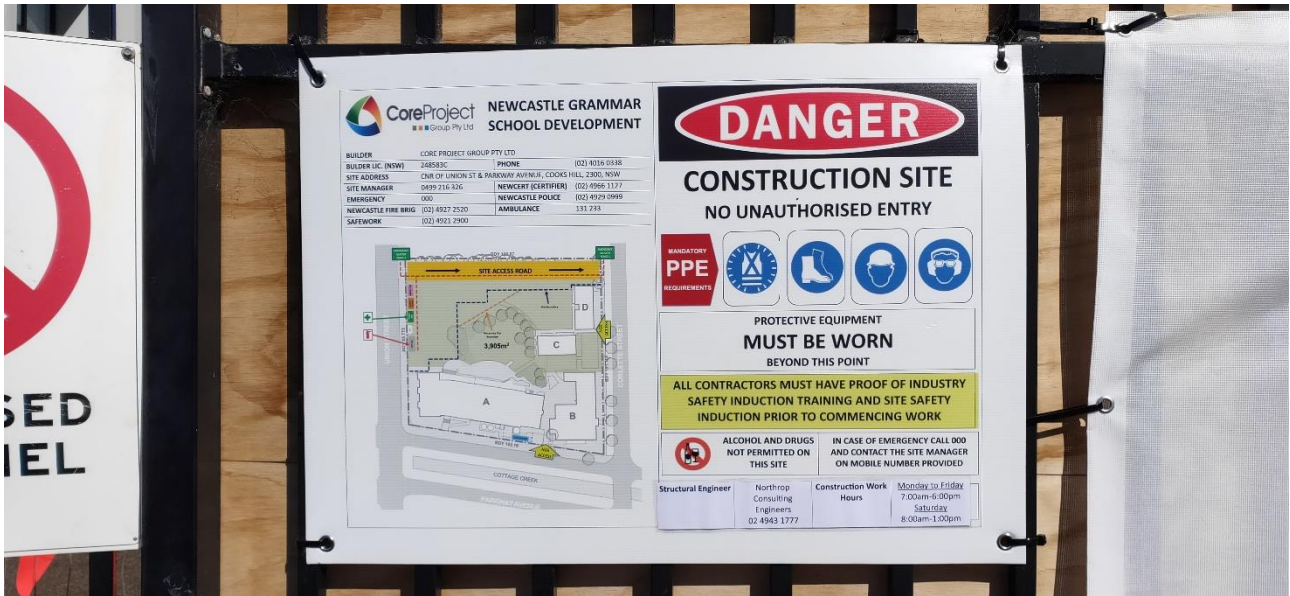 SED
NEL
CoreProject
Group Pty Ltd
NEWCASTLE GRAMMAR
SCHOOL DEVELOPMENT
BUILDER CORE PROJECT GROUP PTY LTD
BUILDER LIC. (NSW) 248583C PHONE (02) 4016 0338
SITE ADDRESS CNR OF UNION ST & PARKWAY AVENUE, COOKS HILL, 2300, NSW
SITE MANAGER 0499 216 326 NEWCERT (CERTIFIER) (02) 4966 1127
EMERGENCY 000 NEWCASTLE POLICE (02) 4929 0999
NEWCASTLE FIRE BRIG (02) 4927 2520 AMBULANCE 131 233
SAFEWORK (02) 4921 2900
SITE ACCESS ROAD
D
C
3,905m²
A
B
COTTAGE CREEK
PARKWAY AVENUE
CORLETTE STREET
DANGER
CONSTRUCTION SITE
NO UNAUTHORISED ENTRY
MANDATORY
PPE
REQUIREMENTS
PROTECTIVE EQUIPMENT
MUST BE WORN
BEYOND THIS POINT
ALL CONTRACTORS MUST HAVE PROOF OF INDUSTRY
SAFETY INDUCTION TRAINING AND SITE SAFETY
INDUCTION PRIOR TO COMMENCING WORK
ALCOHOL AND DRUGS
NOT PERMITTED ON
THIS SITE
IN CASE OF EMERGENCY CALL 000
AND CONTACT THE SITE MANAGER
ON MOBILE NUMBER PROVIDED
Structural Engineer
Northrop
Consulting
Engineers
02 4943 1777
Construction Work
Hours
Monday to Friday
7:00am-6:00pm
Saturday
8:00am-1:00pm